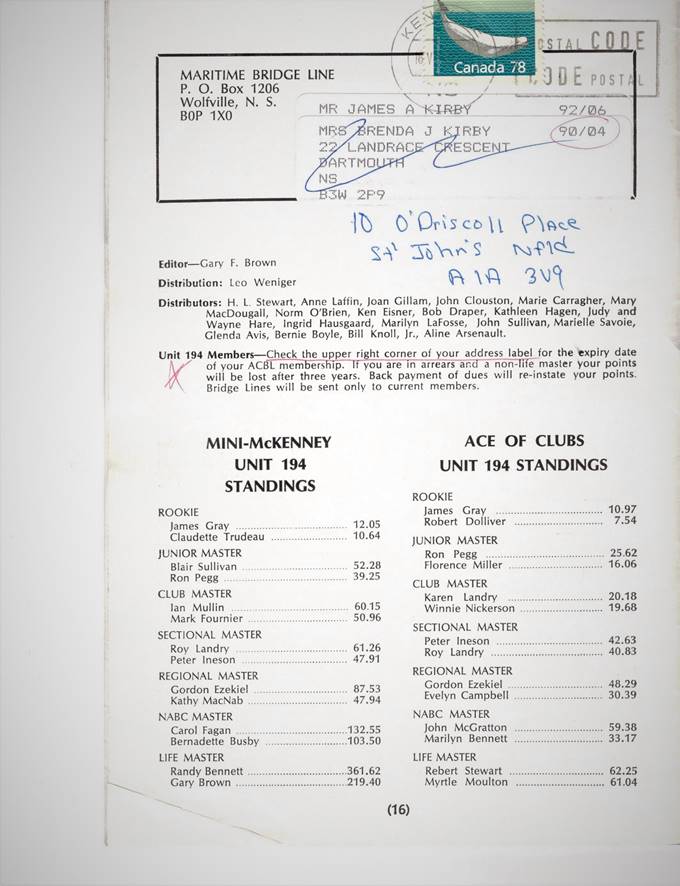 KEN
POSTAL CODE
CODE POSTAL
Canada 78
MARITIME BRIDGE LINE
P. O. Box 1206
Wolfville, N. S.
B0P 1X0
NS
MR JAMES A KIRBY 92/06
MRS BRENDA J KIRBY 90/04
22 LANDRACE CRESCENT
DARTMOUTH
NS
B3W 2P9
10 O'Driscoll Place
St John's Nfld
A1A 3V9
Editor—Gary F. Brown
Distribution: Leo Weniger
Distributors: H. L. Stewart, Anne Laffin, Joan Gillam, John Clouston, Marie Carragher, Mary
MacDougall, Norm O'Brien, Ken Eisner, Bob Draper, Kathleen Hagen, Judy and
Wayne Hare, Ingrid Hausgaard, Marilyn LaFosse, John Sullivan, Marielle Savoie,
Glenda Avis, Bernie Boyle, Bill Knoll, Jr., Aline Arsenault.
Unit 194 Members—Check the upper right corner of your address label for the expiry date
of your ACBL membership. If you are in arrears and a non-life master your points
will be lost after three years. Back payment of dues will re-instate your points.
Bridge Lines will be sent only to current members.
MINI-McKENNEY
UNIT 194
STANDINGS
ROOKIE
James Gray 12.05
Claudette Trudeau 10.64
JUNIOR MASTER
Blair Sullivan 52.28
Ron Pegg 39.25
CLUB MASTER
Ian Mullin 60.15
Mark Fournier 50.96
SECTIONAL MASTER
Roy Landry 61.26
Peter Ineson 47.91
REGIONAL MASTER
Gordon Ezekiel 87.53
Kathy MacNab 47.94
NABC MASTER
Carol Fagan 132.55
Bernadette Busby 103.50
LIFE MASTER
Randy Bennett 361.62
Gary Brown 219.40
ACE OF CLUBS
UNIT 194 STANDINGS
ROOKIE
James Gray 10.97
Robert Dolliver 7.54
JUNIOR MASTER
Ron Pegg 25.62
Florence Miller 16.06
CLUB MASTER
Karen Landry 20.18
Winnie Nickerson 19.68
SECTIONAL MASTER
Peter Ineson 42.63
Roy Landry 40.83
REGIONAL MASTER
Gordon Ezekiel 48.29
Evelyn Campbell 30.39
NABC MASTER
John McGratton 59.38
Marilyn Bennett 33.17
LIFE MASTER
Rebert Stewart 62.25
Myrtle Moulton 61.04
(16)